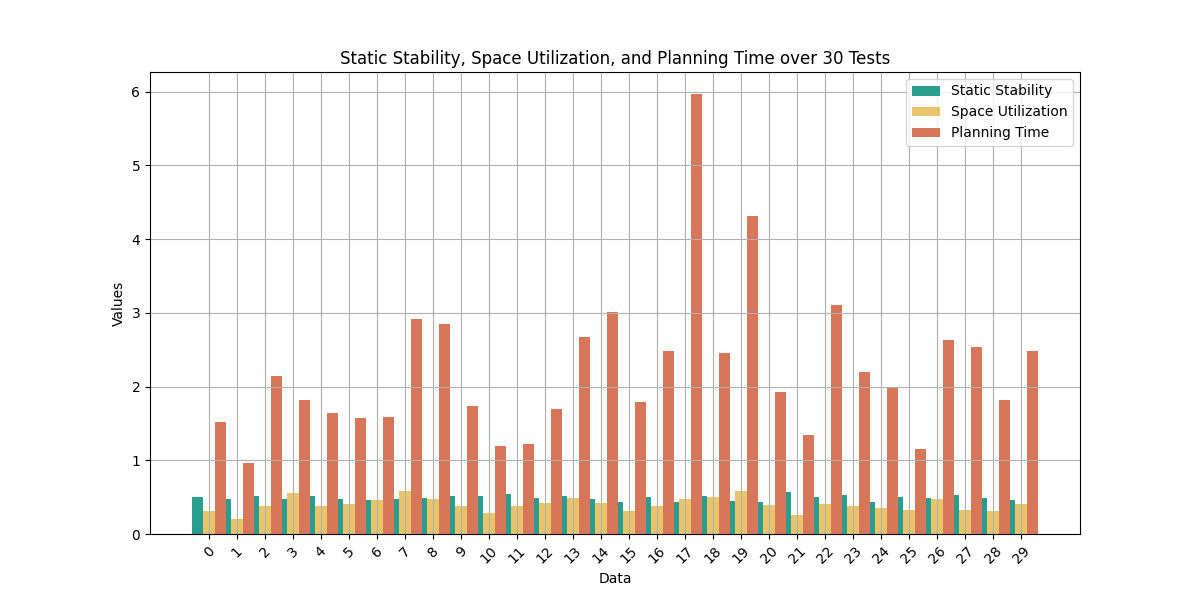 Static Stability, Space Utilization, and Planning Time over 30 Tests
Static Stability
Space Utilization
Planning Time
6
5
4
3
2
1
0
Values
0 1 2 3 4 5 6 7 8 9 10 11 12 13 14 15 16 17 18 19 20 21 22 23 24 25 26 27 28 29
Data